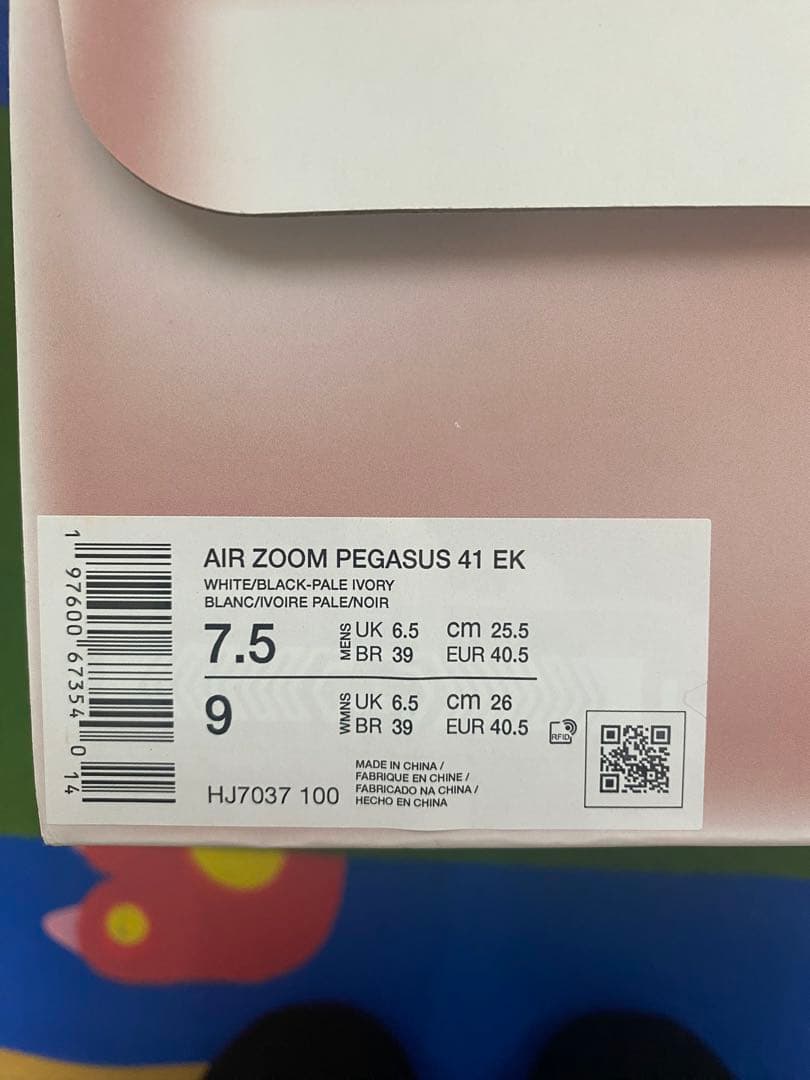 AIR ZOOM PEGASUS 41 EK
WHITE/BLACK-PALE IVORY
BLANC/IVOIRE PALE/NOIR
7.5 MENS UK 6.5 cm 25.5
BR 39 EUR 40.5
9 WMNS UK 6.5 cm 26
BR 39 EUR 40.5
RFID
MADE IN CHINA /
FABRIQUE EN CHINE /
FABRICADO NA CHINA /
HECHO EN CHINA
HJ7037 100
1 97600 67354 0 14